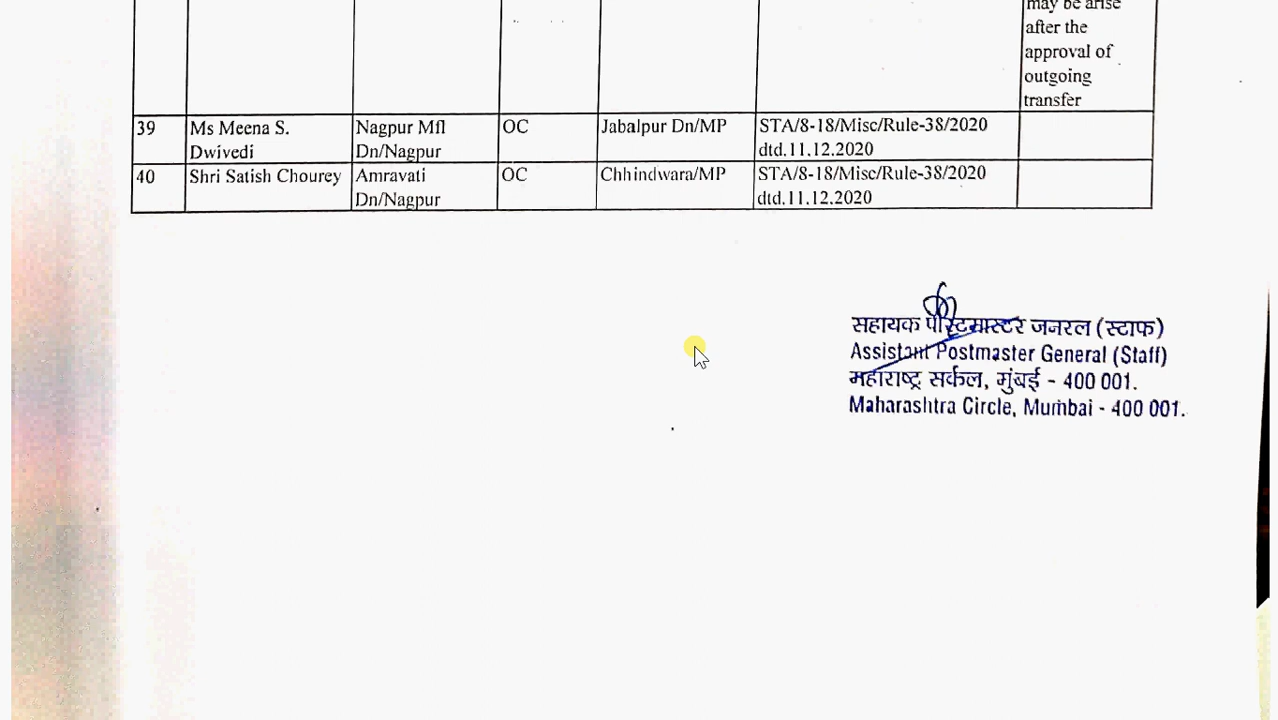 may be arise
after the
approval of
outgoing
transfer
39 Ms Meena S. Dwivedi Nagpur Mfl Dn/Nagpur OC Jabalpur Dn/MP STA/8-18/Misc/Rule-38/2020 dtd.11.12.2020
40 Shri Satish Chourey Amravati Dn/Nagpur OC Chhindwara/MP STA/8-18/Misc/Rule-38/2020 dtd.11.12.2020
सहायक पोस्टमास्टर जनरल (स्टाफ)
Assistant Postmaster General (Staff)
महाराष्ट्र सर्कल, मुंबई - 400 001.
Maharashtra Circle, Mumbai - 400 001.